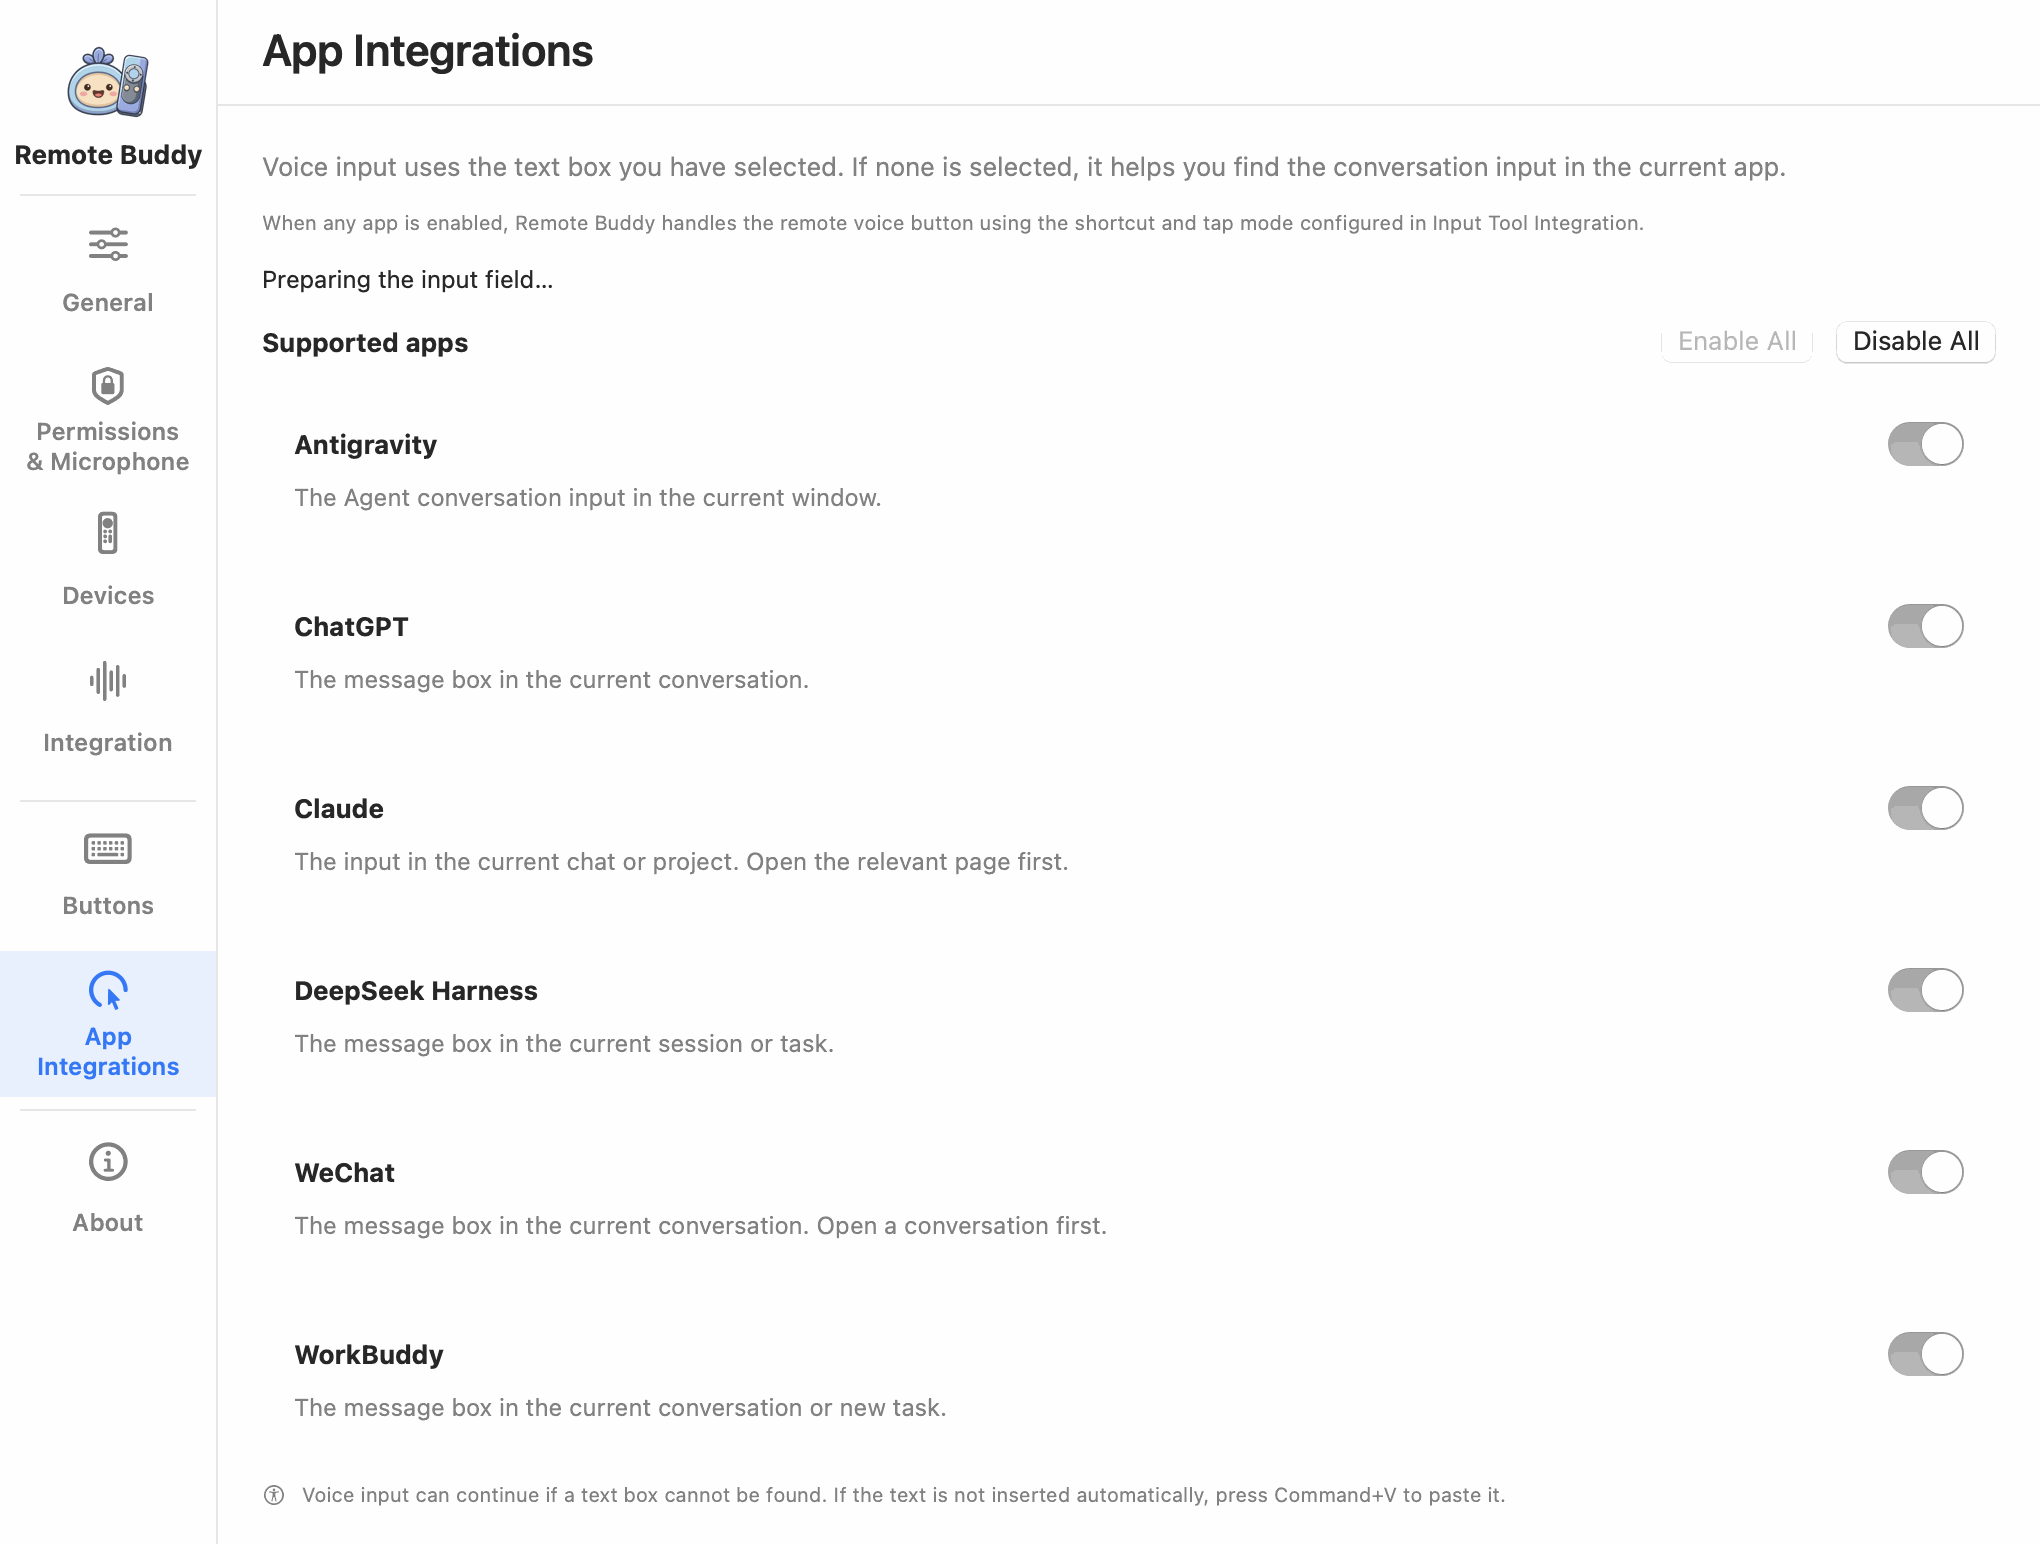 App Integrations
Remote Buddy
General
Permissions
& Microphone
Devices
Integration
Buttons
App
Integrations
About
Voice input uses the text box you have selected. If none is selected, it helps you find the conversation input in the current app.
When any app is enabled, Remote Buddy handles the remote voice button using the shortcut and tap mode configured in Input Tool Integration.
Preparing the input field...
Supported apps
Enable All
Disable All
Antigravity
The Agent conversation input in the current window.
ChatGPT
The message box in the current conversation.
Claude
The input in the current chat or project. Open the relevant page first.
DeepSeek Harness
The message box in the current session or task.
WeChat
The message box in the current conversation. Open a conversation first.
WorkBuddy
The message box in the current conversation or new task.
Voice input can continue if a text box cannot be found. If the text is not inserted automatically, press Command+V to paste it.